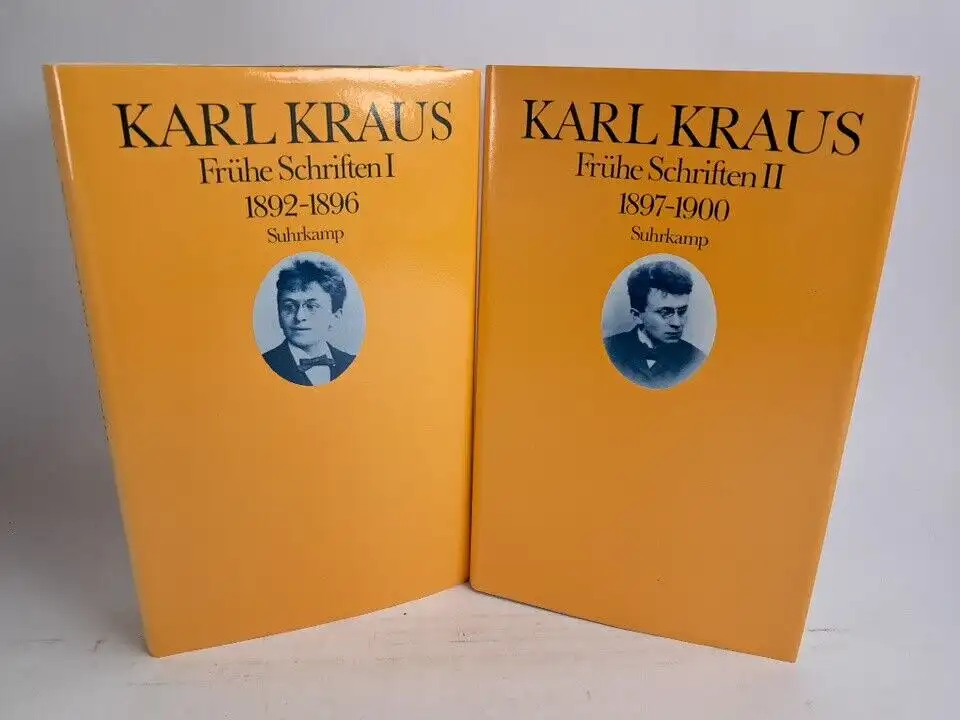 KARL KRAUS
Frühe Schriften I
1892-1896
Suhrkamp
KARL KRAUS
Frühe Schriften II
1897-1900
Suhrkamp